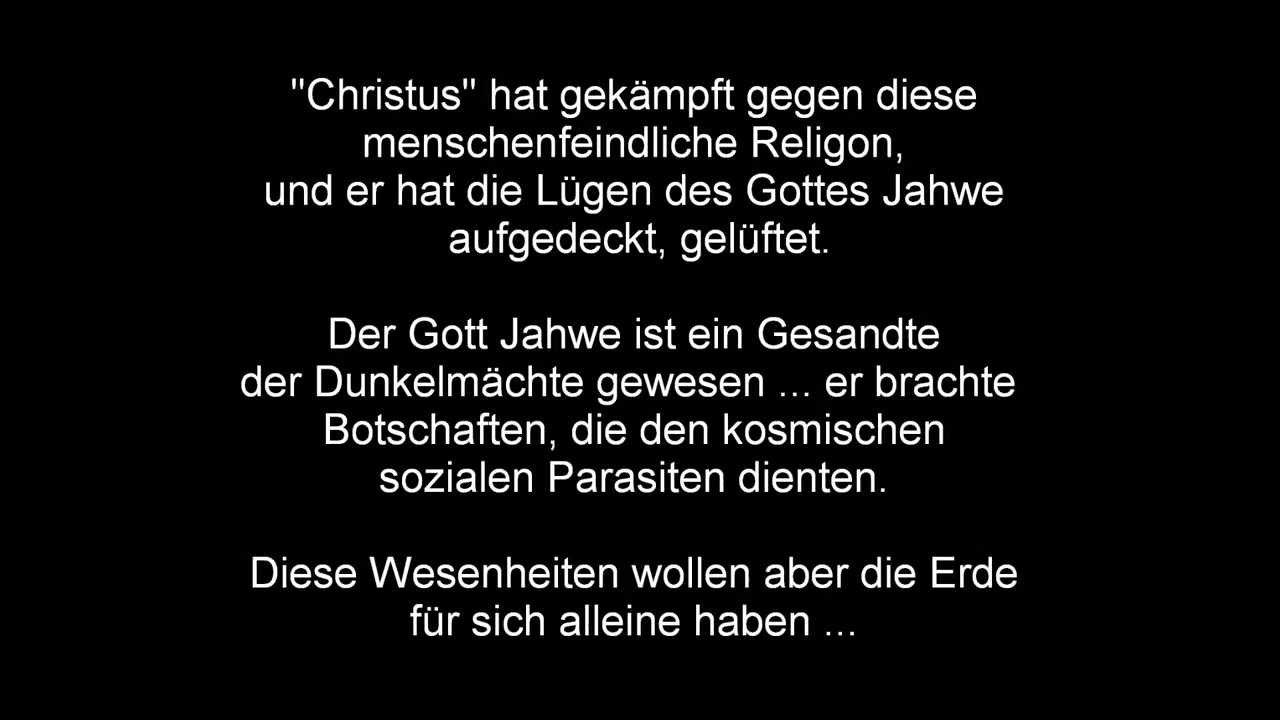 "Christus" hat gekämpft gegen diese
menschenfeindliche Religon,
und er hat die Lügen des Gottes Jahwe
aufgedeckt, gelüftet.
Der Gott Jahwe ist ein Gesandte
der Dunkelmächte gewesen ... er brachte
Botschaften, die den kosmischen
sozialen Parasiten dienten.
Diese Wesenheiten wollen aber die Erde
für sich alleine haben ...